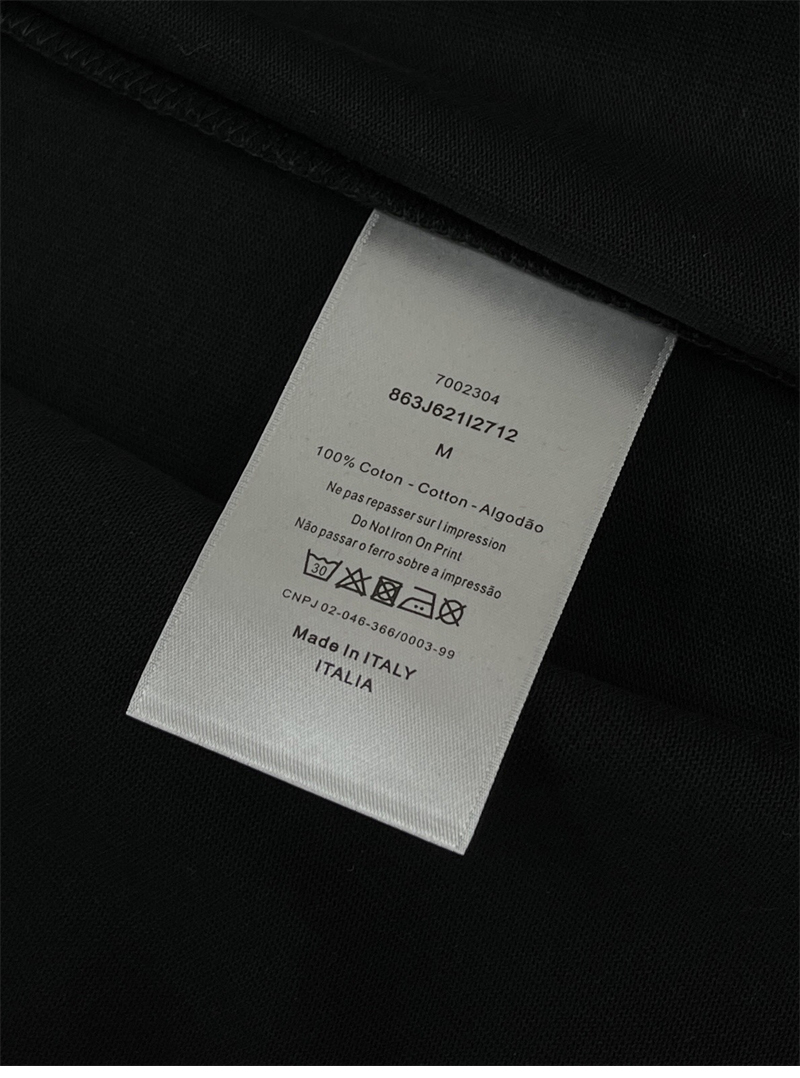 7002304
863J621I2712
M
100% Coton - Cotton - Algodão
Ne pas repasser sur l impression
Do Not Iron On Print
Não passar o ferro sobre a impressão
30
CNPJ 02-046-366/0003-99
Made In ITALY
ITALIA